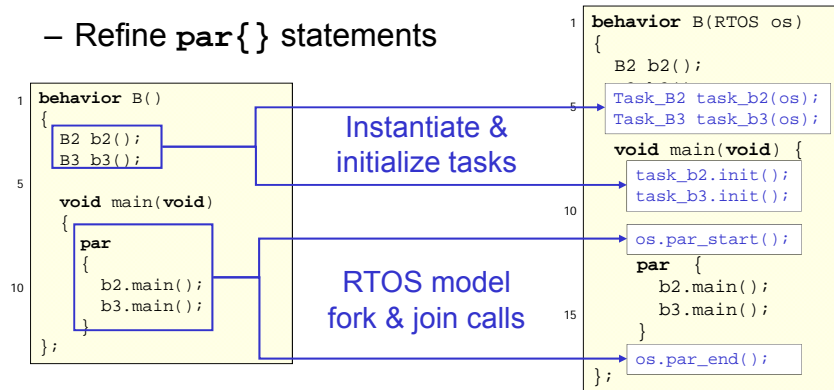 – Refine par{} statements
1 behavior B()
{
B2 b2();
B3 b3();
5
void main(void)
{
par
{
10 b2.main();
b3.main();
}
};
Instantiate &
initialize tasks
RTOS model
fork & join calls
1 behavior B(RTOS os)
{
B2 b2();
5 Task_B2 task_b2(os);
Task_B3 task_b3(os);
void main(void) {
task_b2.init();
task_b3.init();
10
os.par_start();
par {
b2.main();
15 b3.main();
}
os.par_end();
};